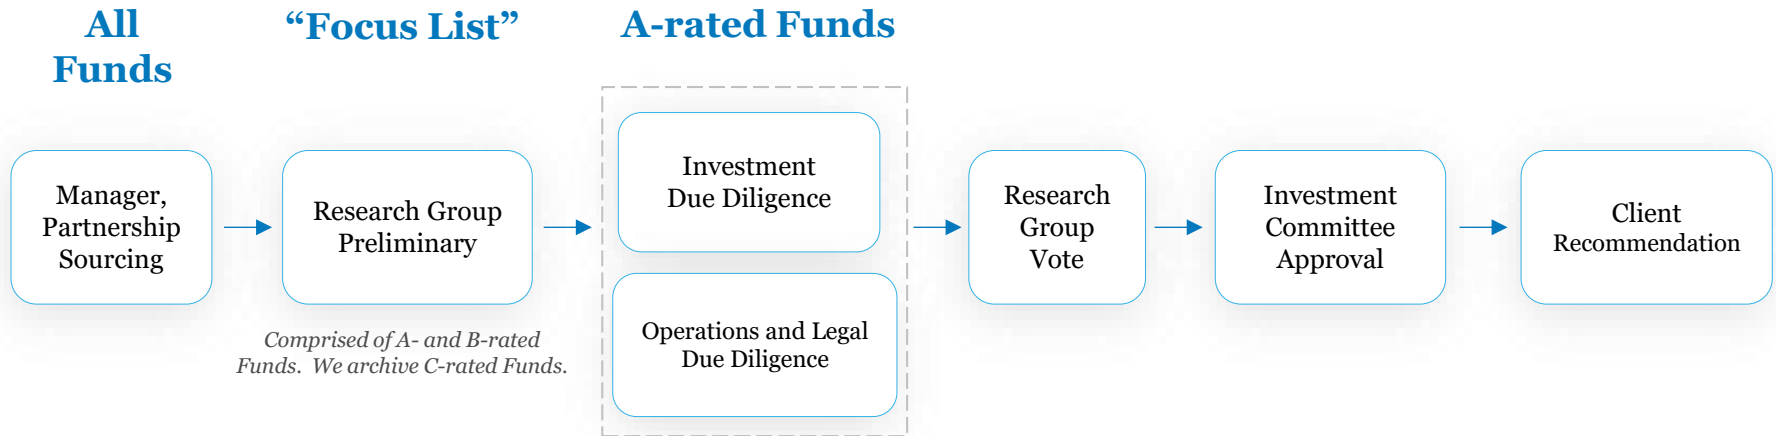 All
Funds
“Focus List”
A-rated Funds
Manager,
Partnership
Sourcing
Research Group
Preliminary
Comprised of A- and B-rated
Funds.  We archive C-rated Funds.
Investment
Due Diligence
Operations and Legal
Due Diligence
Research
Group
Vote
Investment
Committee
Approval
Client
Recommendation